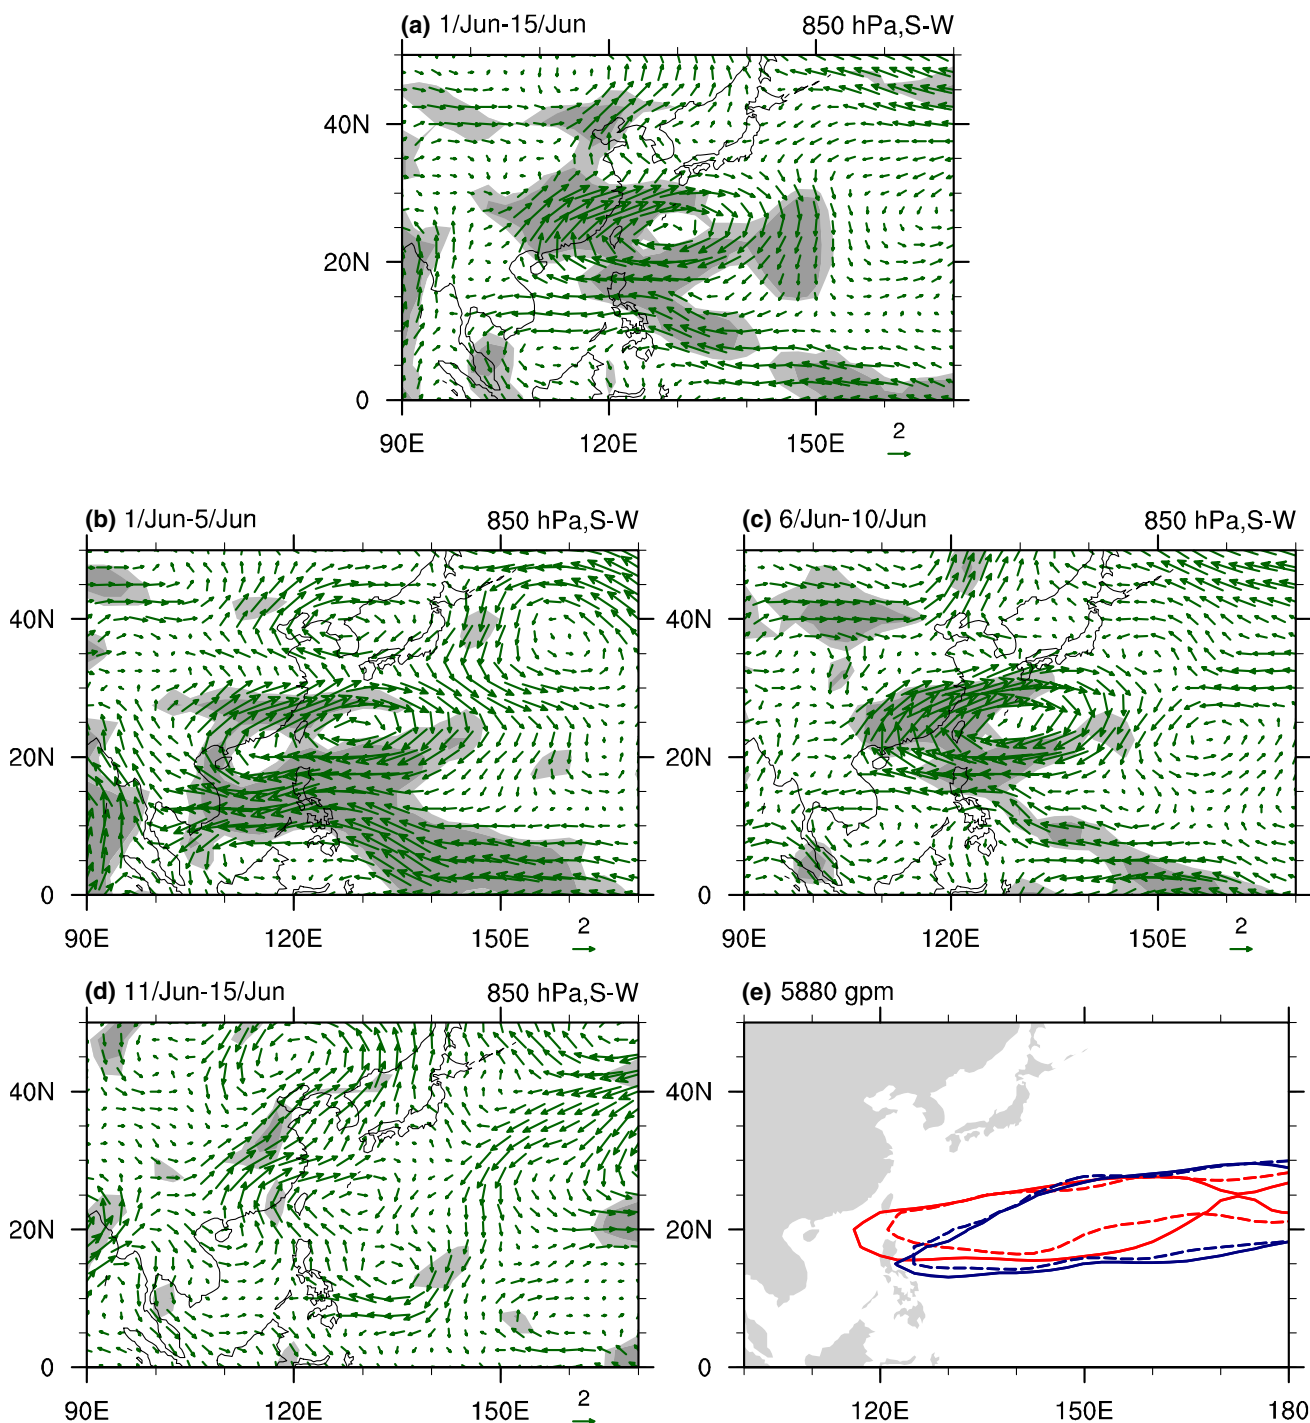 (a) 1/Jun-15/Jun 850 hPa,S-W
40N
20N
0
90E 120E 150E 2
(b) 1/Jun-5/Jun 850 hPa,S-W
(c) 6/Jun-10/Jun 850 hPa,S-W
40N 40N
20N 20N
0 0
90E 120E 150E 2 90E 120E 150E 2
(d) 11/Jun-15/Jun 850 hPa,S-W
(e) 5880 gpm
40N 40N
20N 20N
0 0
90E 120E 150E 2 120E 150E 180